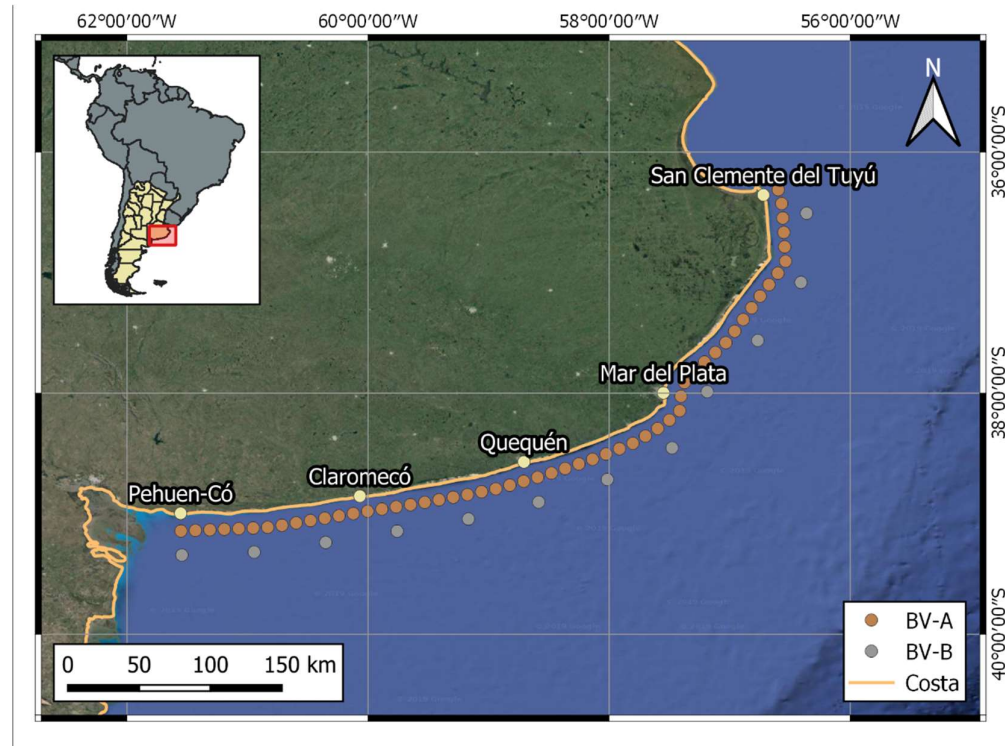 62°00'00"W 60°00'00"W 58°00'00"W 56°00'00"W
N
36°00'00"S
San Clemente del Tuyú
Mar del Plata
38°00'00"S
Quequén
Claromecó
Pehuen-Có
40°00'00"S
0 50 100 150 km
BV-A
BV-B
Costa